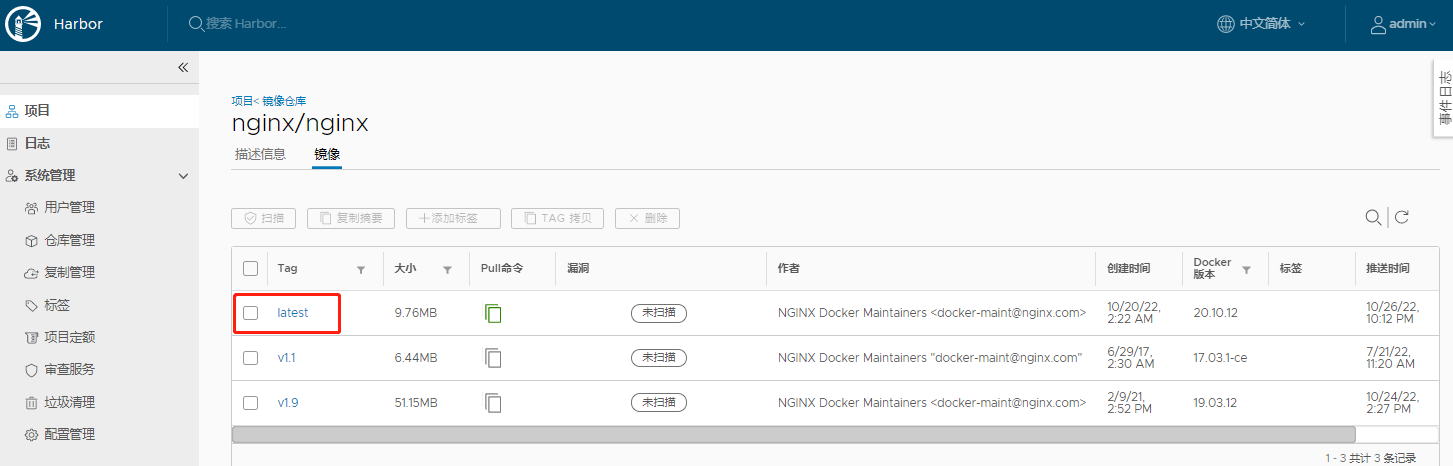 Harbor
搜索 Harbor...
中文简体
admin
事件日志
项目
日志
系统管理
用户管理
仓库管理
复制管理
标签
项目定额
审查服务
垃圾清理
配置管理
项目< 镜像仓库
nginx/nginx
描述信息 镜像
扫描 复制摘要 +添加标签 TAG 拷贝 × 删除
Tag 大小 Pull命令 漏洞 作者 创建时间 Docker 版本 标签 推送时间
latest 9.76MB 未扫描 NGINX Docker Maintainers <docker-maint@nginx.com> 10/20/22, 2:22 AM 20.10.12 10/26/22, 10:12 PM
v1.1 6.44MB 未扫描 NGINX Docker Maintainers "docker-maint@nginx.com" 6/29/17, 2:30 AM 17.03.1-ce 7/21/22, 11:20 AM
v1.9 51.15MB 未扫描 NGINX Docker Maintainers <docker-maint@nginx.com> 2/9/21, 2:52 PM 19.03.12 10/24/22, 2:27 PM
1 - 3 共计 3 条记录